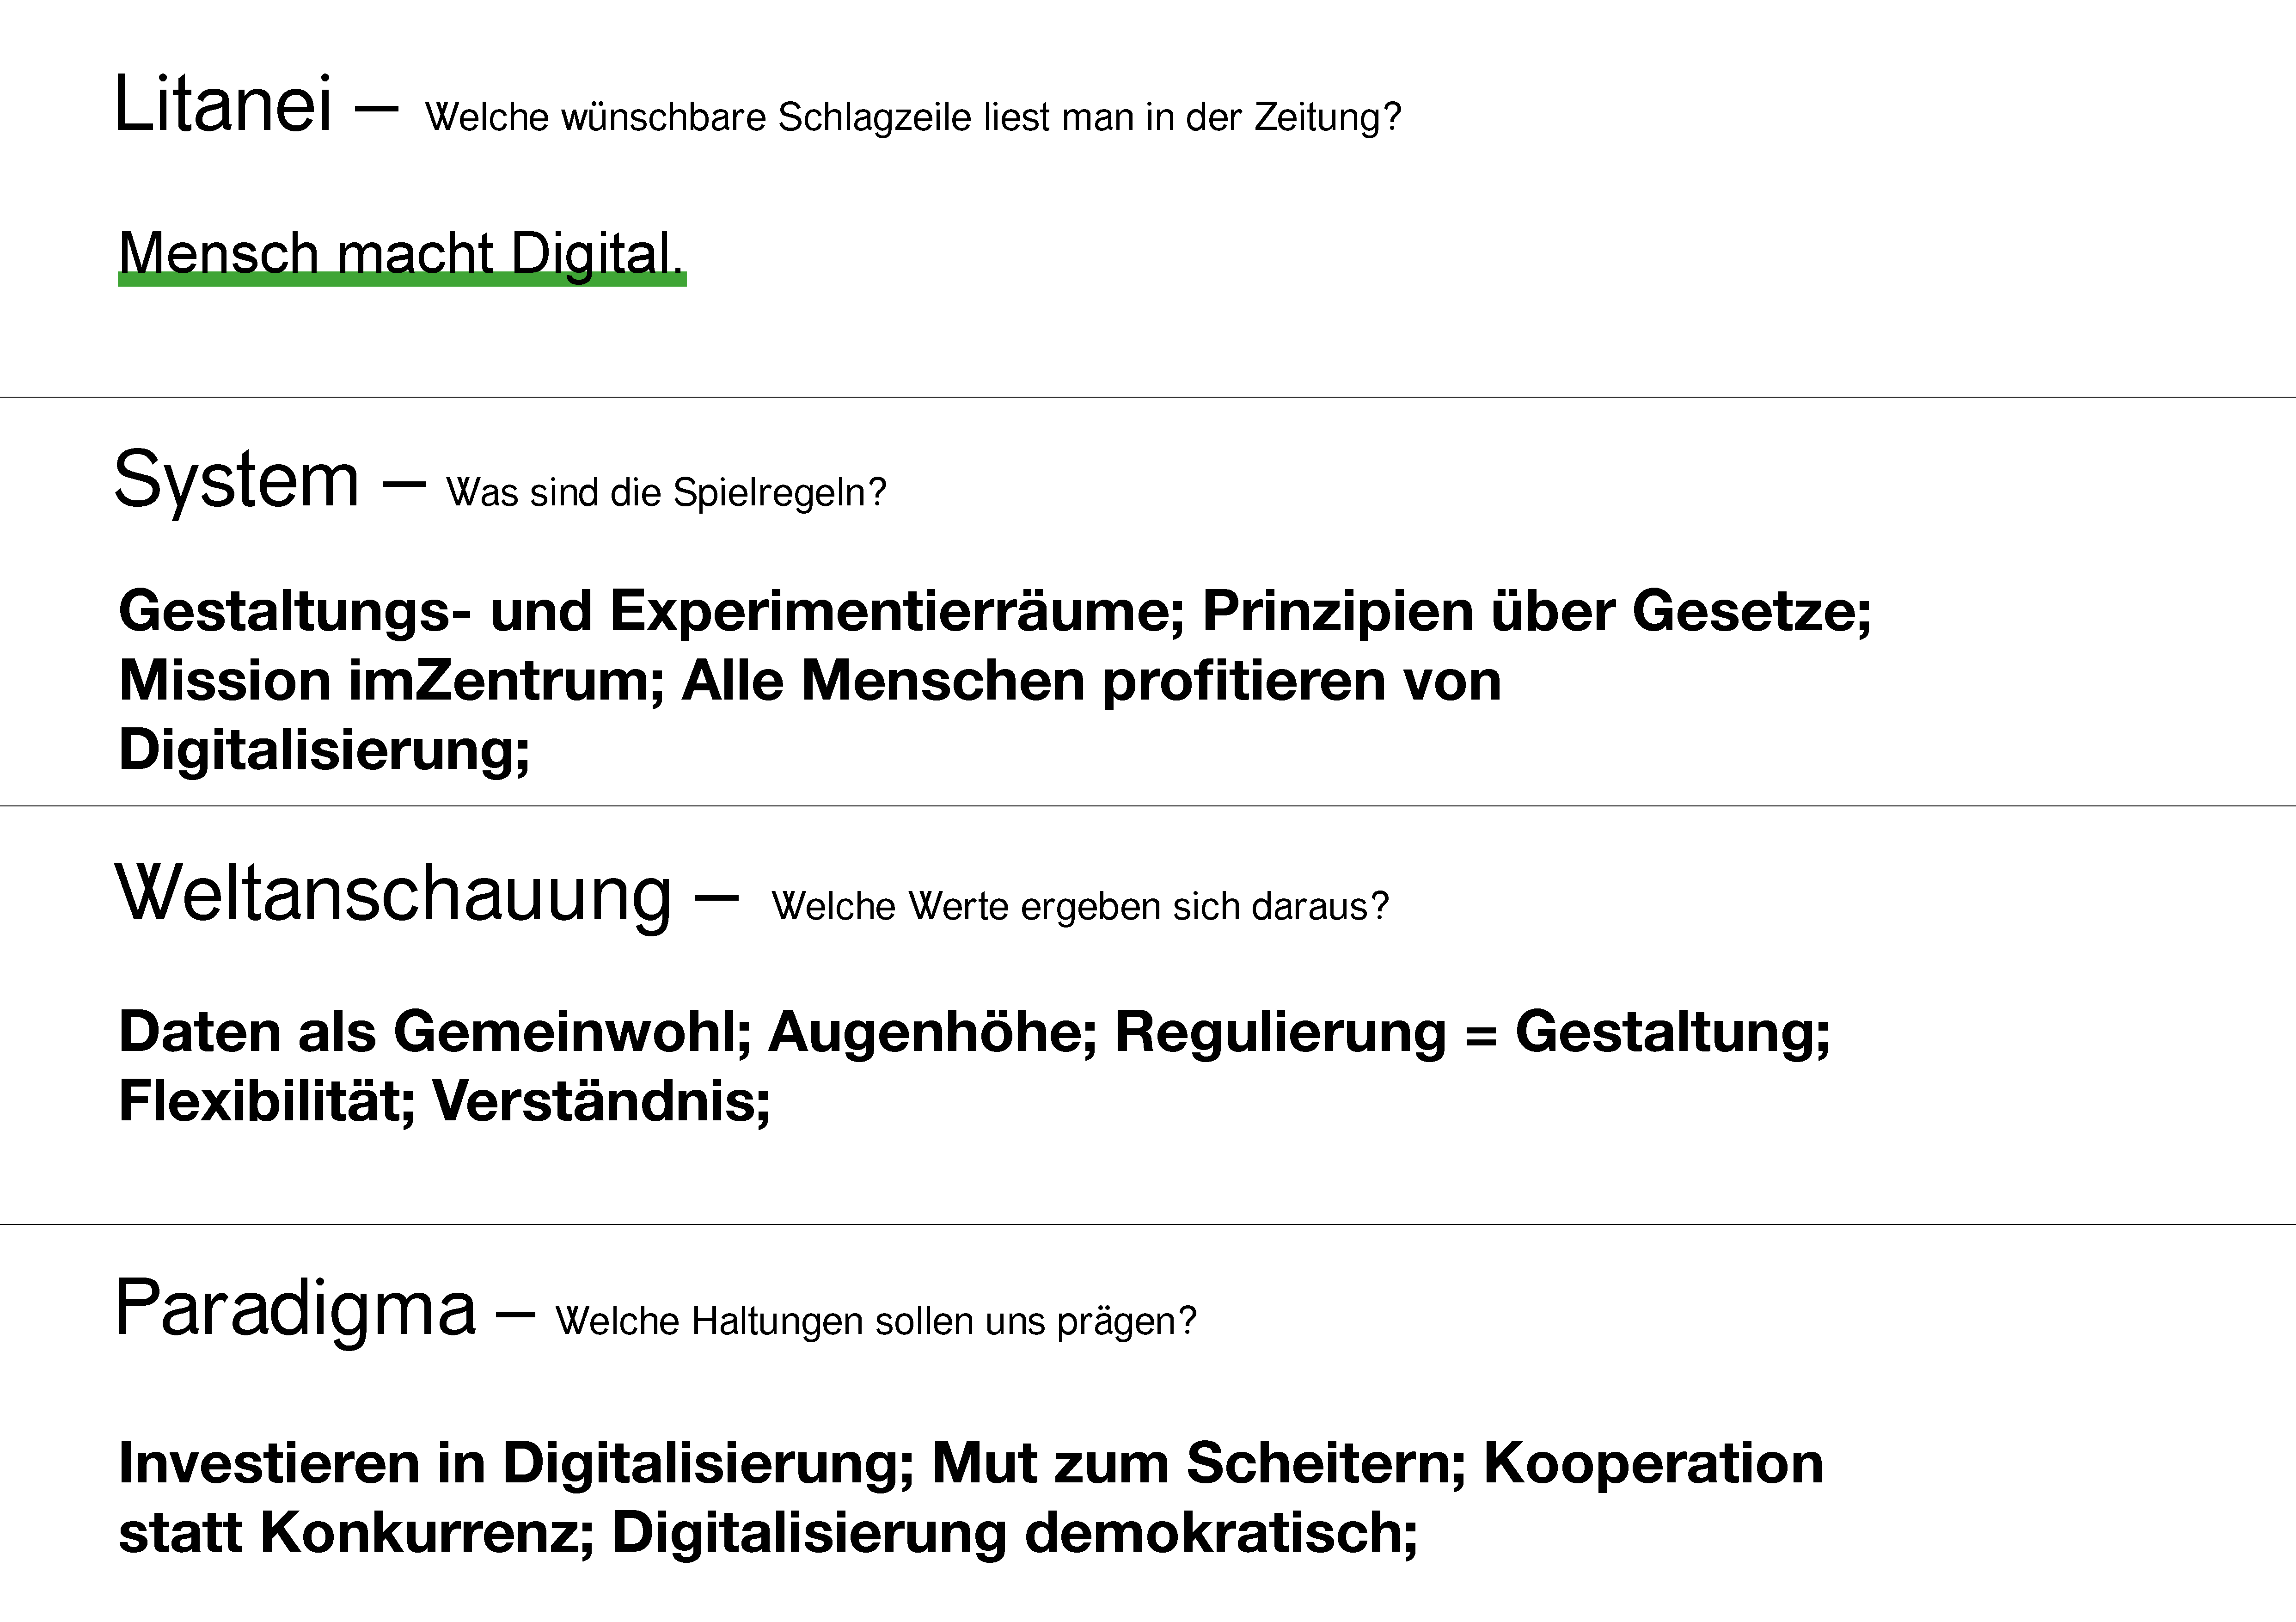 Litanei – Welche wünschbare Schlagzeile liest man in der Zeitung?
Mensch macht Digital.
System – Was sind die Spielregeln?
Gestaltungs- und Experimentierräume; Prinzipien über Gesetze;
Mission imZentrum; Alle Menschen profitieren von
Digitalisierung;
Weltanschauung – Welche Werte ergeben sich daraus?
Daten als Gemeinwohl; Augenhöhe; Regulierung = Gestaltung;
Flexibilität; Verständnis;
Paradigma – Welche Haltungen sollen uns prägen?
Investieren in Digitalisierung; Mut zum Scheitern; Kooperation
statt Konkurrenz; Digitalisierung demokratisch;